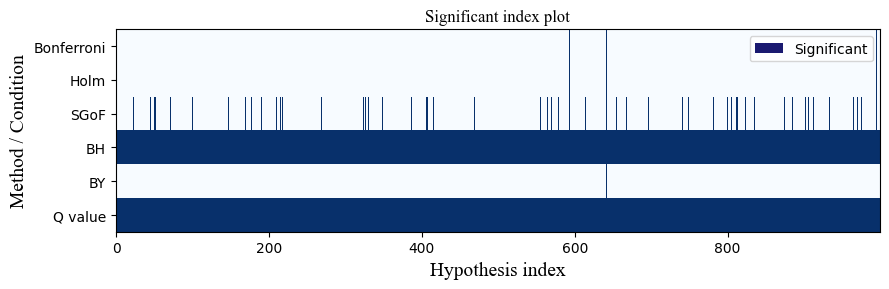 Significant index plot
Significant
Bonferroni
Holm
SGoF
BH
BY
Q value
Method / Condition
0 200 400 600 800
Hypothesis index